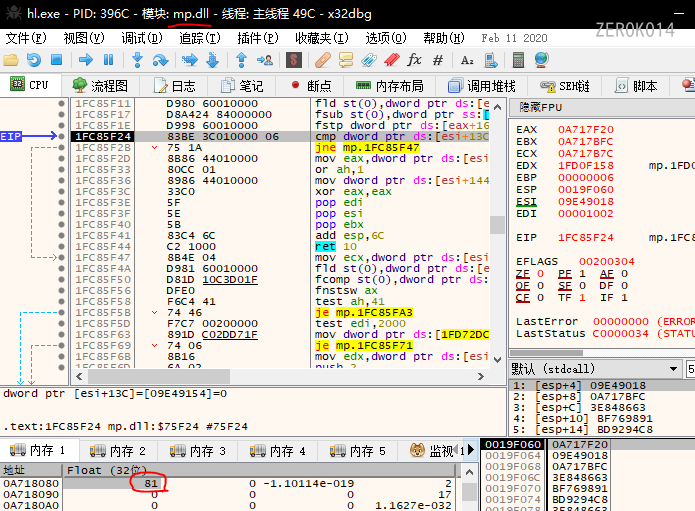 hl.exe - PID: 396C - 模块: mp.dll - 线程: 主线程 49C - x32dbg
文件(F) 视图(V) 调试(D) 追踪(I) 插件(P) 收藏夹(I) 选项(O) 帮助(H) Feb 11 2020
ZER0K014
CPU 流程图 日志 笔记 断点 内存布局 调用堆栈 SEH链 脚本
1FC85F11 D980 60010000 fld st(0),dword ptr ds:[e
1FC85F17 D8A424 84000000 fsub st(0),dword ptr ss:[
1FC85F1E D998 60010000 fstp dword ptr ds:[eax+16
EIP 1FC85F24 83BE 3C010000 06 cmp dword ptr ds:[esi+13C
1FC85F2B 75 1A jne mp.1FC85F47
1FC85F2D 8B86 44010000 mov eax,dword ptr ds:[esi
1FC85F33 80CC 01 or ah,1
1FC85F36 8986 44010000 mov dword ptr ds:[esi+144
1FC85F3C 33C0 xor eax,eax
1FC85F3E 5F pop edi
1FC85F3F 5E pop esi
1FC85F40 5B pop ebx
1FC85F41 83C4 6C add esp,6C
1FC85F44 C2 1000 ret 10
1FC85F47 8B4E 04 mov ecx,dword ptr ds:[esi
1FC85F4A D981 60010000 fld st(0),dword ptr ds:[e
1FC85F50 D81D 10C3D01F fcomp st(0),dword ptr ds:
1FC85F56 DFE0 fnstsw ax
1FC85F58 F6C4 41 test ah,41
1FC85F5B 74 46 je mp.1FC85FA3
1FC85F5D F7C7 00200000 test edi,2000
1FC85F63 891D C02DD71F mov dword ptr ds:[1FD72DC
1FC85F69 74 06 je mp.1FC85F71
1FC85F6B 8B16 mov edx,dword ptr ds:[esi
1FC85F6D 6A 02 push 2
隐藏FPU
EAX 0A717F20
EBX 0A717BFC
ECX 0A717B7C
EDX 1FD0F158 mp.1FD0
EBP 00000006
ESP 0019F060
ESI 09E49018
EDI 00001002
EIP 1FC85F24 mp.1FC8
EFLAGS 00200304
ZF 0 PF 1 AF 0
OF 0 SF 0 DF 0
CF 0 TF 1 IF 1
LastError 00000000 (ERROR
LastStatus C0000034 (STATU
默认 (stdcall) 5
1: [esp+4] 09E49018
2: [esp+8] 0A717BFC
3: [esp+C] 3E848663
4: [esp+10] BF769891
5: [esp+14] BD9294C8
dword ptr [esi+13C]=[09E49154]=0
.text:1FC85F24 mp.dll:$75F24 #75F24
内存 1 内存 2 内存 3 内存 4 内存 5 监视 1
地址 Float (32位)
0A718080 81 0 -1.10114e-019 2
0A718090 0 0 0 17
0A7180A0 0 0 1.1627e-032
0019F060 0A717F20
0019F064 09E49018
0019F068 0A717BFC
0019F06C 3E848663
0019F070 BF769891
0019F074 BD9294C8